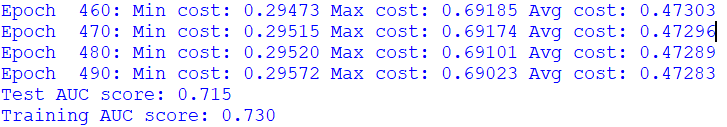 Epoch  460: Min cost: 0.29473 Max cost: 0.69185 Avg cost: 0.47303
Epoch  470: Min cost: 0.29515 Max cost: 0.69174 Avg cost: 0.47296
Epoch  480: Min cost: 0.29520 Max cost: 0.69101 Avg cost: 0.47289
Epoch  490: Min cost: 0.29572 Max cost: 0.69023 Avg cost: 0.47283
Test AUC score: 0.715
Training AUC score: 0.730